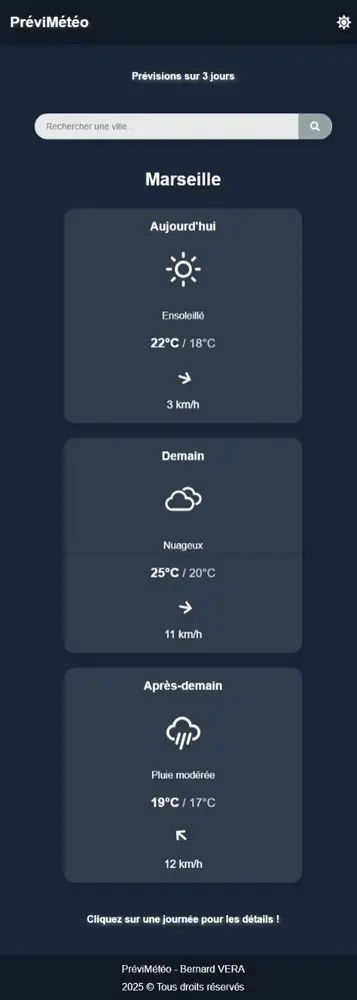 PréviMétéo
Prévisions sur 3 jours
Rechercher une ville...
Marseille
Aujourd'hui
Ensoleillé
22°C / 18°C
3 km/h
Demain
Nuageux
25°C / 20°C
11 km/h
Après-demain
Pluie modérée
19°C / 17°C
12 km/h
Cliquez sur une journée pour les détails !
PréviMétéo - Bernard VERA
2025 © Tous droits réservés